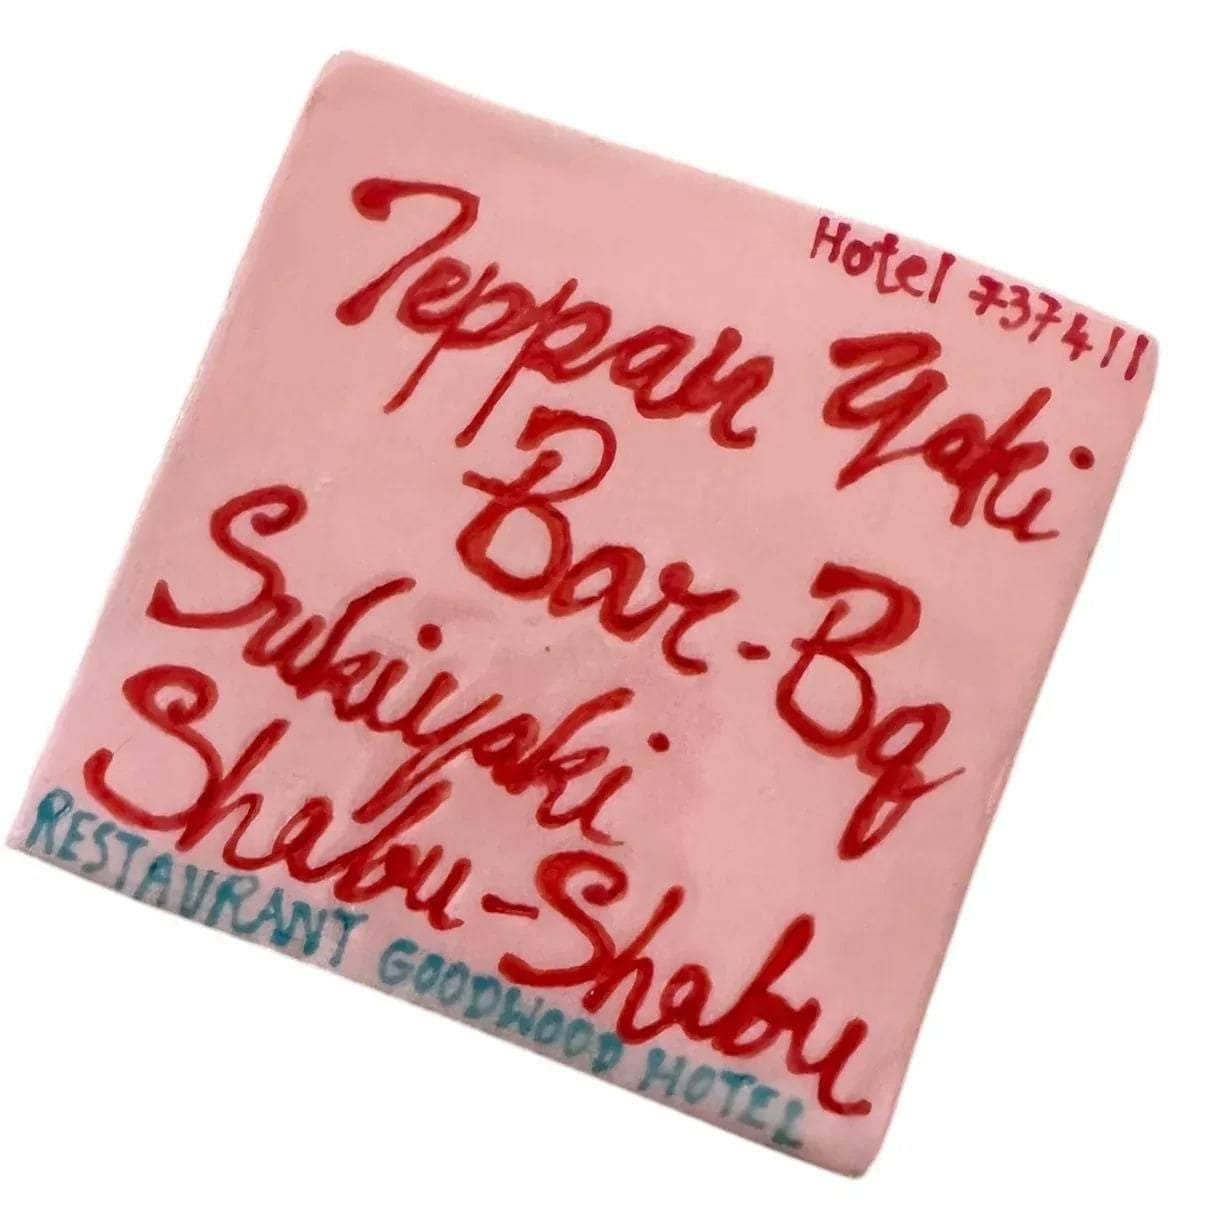 Hotel 737411
Teppan Yaki
Bar-Bq
Sukiyaki
Shabu-Shabu
RESTAURANT GOODWOOD HOTEL